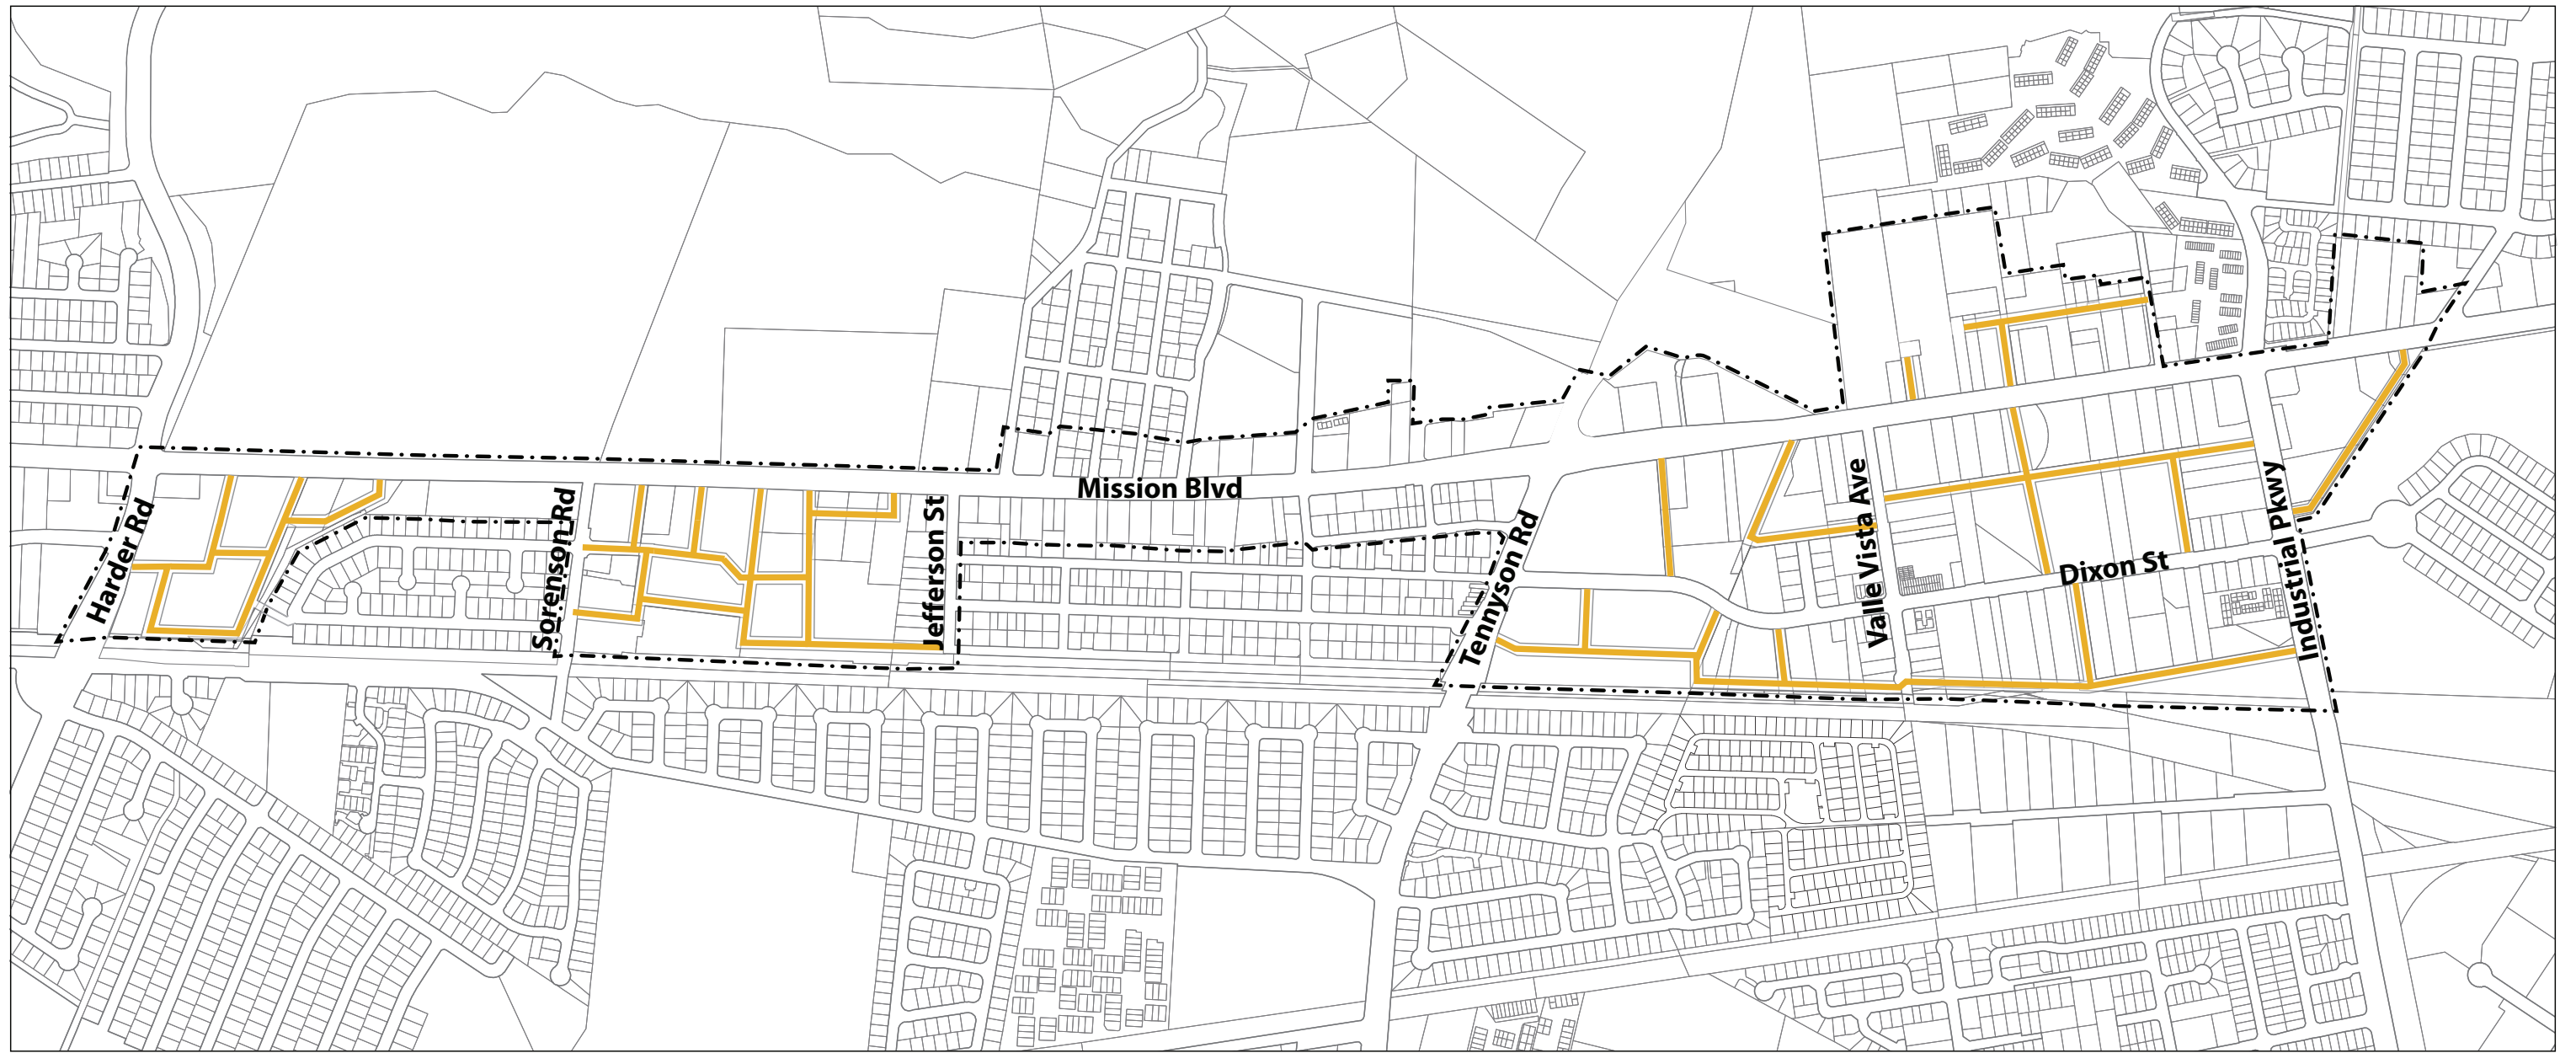 Mission Blvd
Harder Rd
Sorenson Rd
Jefferson St
Tennyson Rd
Valle Vista Ave
Dixon St
Industrial Pkwy